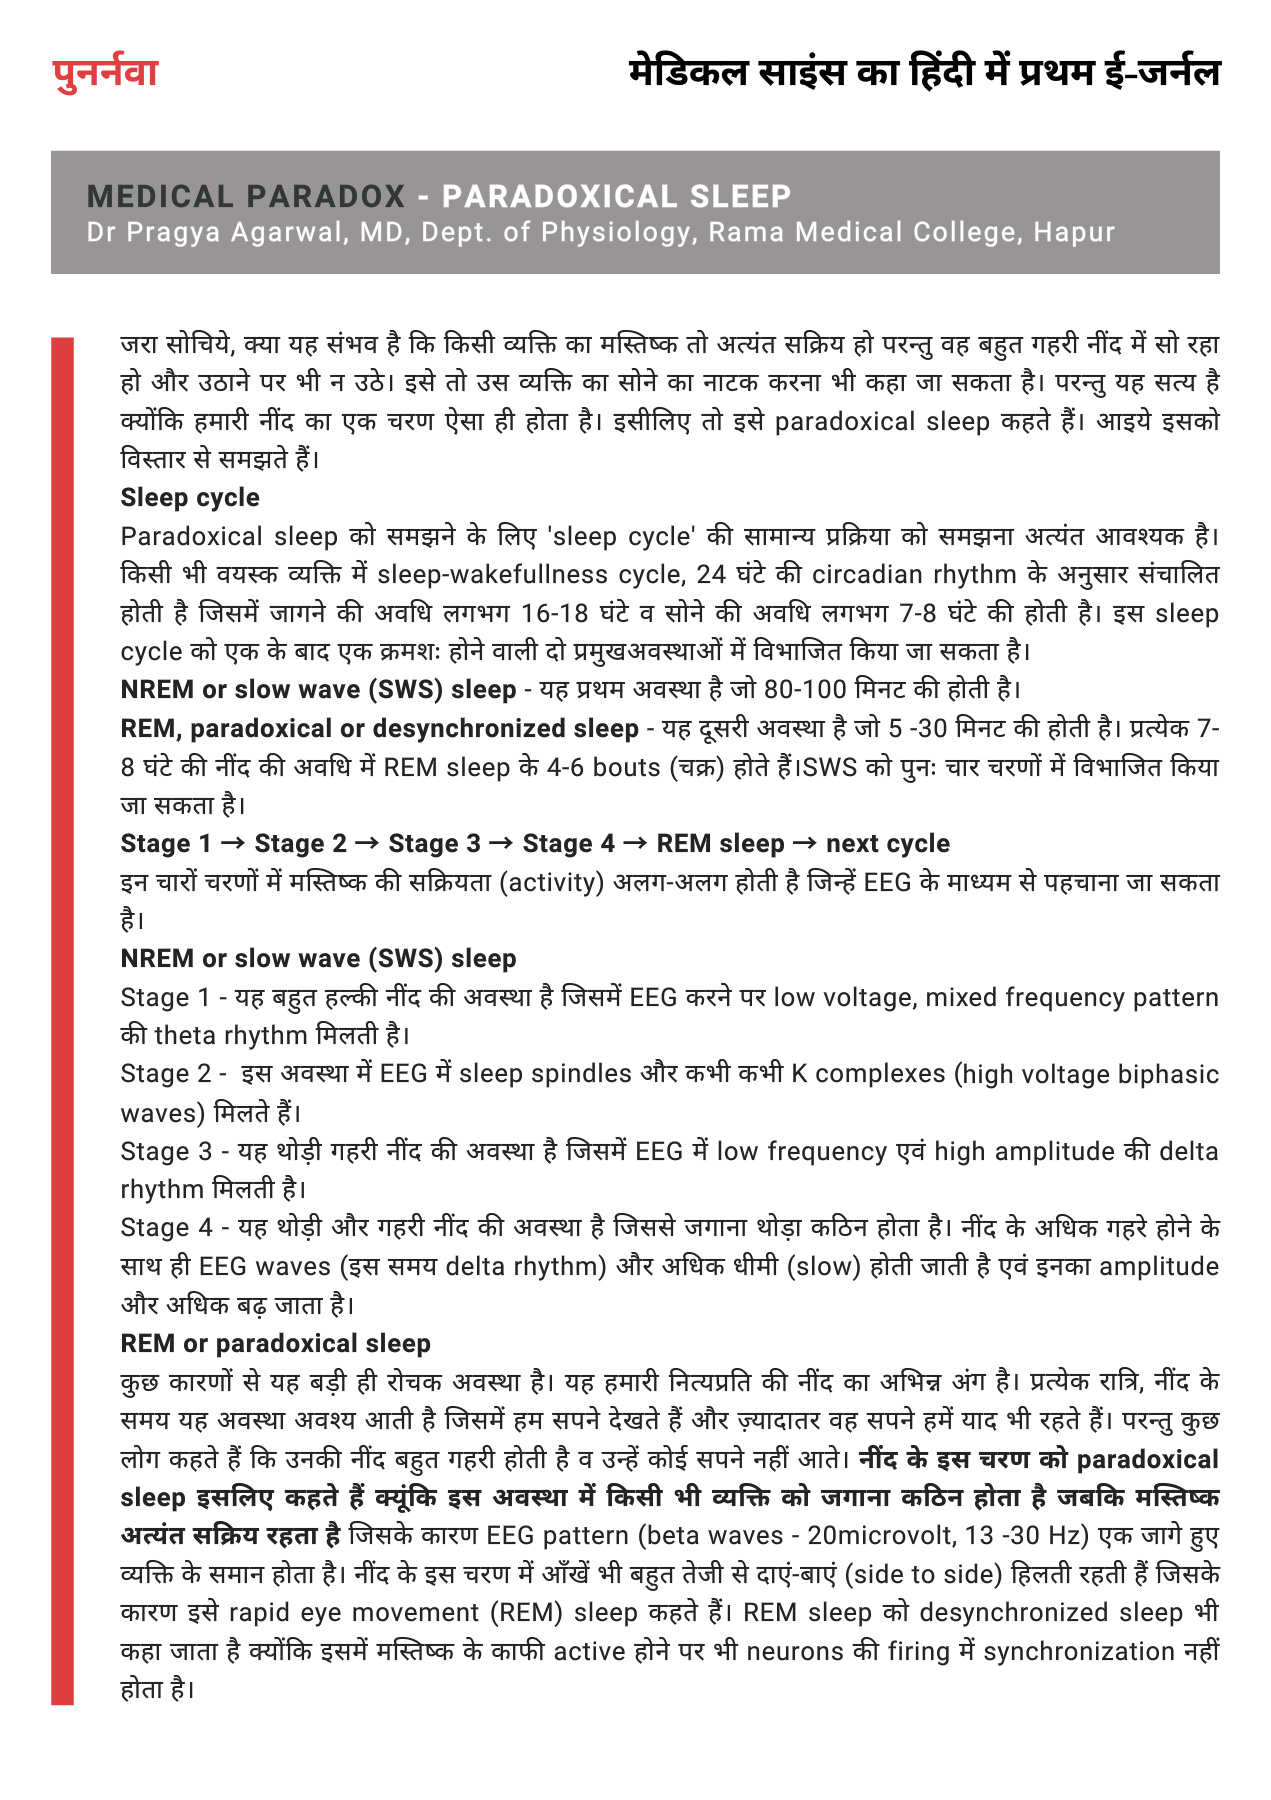 पुनर्नवा
मेडिकल साइंस का हिंदी में प्रथम ई-जर्नल
MEDICAL PARADOX - PARADOXICAL SLEEP
Dr Pragya Agarwal, MD, Dept. of Physiology, Rama Medical College, Hapur
जरा सोचिये, क्या यह संभव है कि किसी व्यक्ति का मस्तिष्क तो अत्यंत सक्रिय हो परन्तु वह बहुत गहरी नींद में सो रहा
हो और उठाने पर भी न उठे। इसे तो उस व्यक्ति का सोने का नाटक करना भी कहा जा सकता है। परन्तु यह सत्य है
क्योंकि हमारी नींद का एक चरण ऐसा ही होता है। इसीलिए तो इसे paradoxical sleep कहते हैं। आइये इसको
विस्तार से समझते हैं।
Sleep cycle
Paradoxical sleep को समझने के लिए 'sleep cycle' की सामान्य प्रक्रिया को समझना अत्यंत आवश्यक है।
किसी भी वयस्क व्यक्ति में sleep-wakefullness cycle, 24 घंटे की circadian rhythm के अनुसार संचालित
होती है जिसमें जागने की अवधि लगभग 16-18 घंटे व सोने की अवधि लगभग 7-8 घंटे की होती है। इस sleep
cycle को एक के बाद एक क्रमशः होने वाली दो प्रमुखअवस्थाओं में विभाजित किया जा सकता है।
NREM or slow wave (SWS) sleep - यह प्रथम अवस्था है जो 80-100 मिनट की होती है।
REM, paradoxical or desynchronized sleep - यह दूसरी अवस्था है जो 5 -30 मिनट की होती है। प्रत्येक 7-
8 घंटे की नींद की अवधि में REM sleep के 4-6 bouts (चक्र) होते हैं।SWS को पुनः चार चरणों में विभाजित किया
जा सकता है।
Stage 1 → Stage 2 → Stage 3 → Stage 4 → REM sleep → next cycle
इन चारों चरणों में मस्तिष्क की सक्रियता (activity) अलग-अलग होती है जिन्हें EEG के माध्यम से पहचाना जा सकता
है।
NREM or slow wave (SWS) sleep
Stage 1 - यह बहुत हल्की नींद की अवस्था है जिसमें EEG करने पर low voltage, mixed frequency pattern
की theta rhythm मिलती है।
Stage 2 -  इस अवस्था में EEG में sleep spindles और कभी कभी K complexes (high voltage biphasic
waves) मिलते हैं।
Stage 3 - यह थोड़ी गहरी नींद की अवस्था है जिसमें EEG में low frequency एवं high amplitude की delta
rhythm मिलती है।
Stage 4 - यह थोड़ी और गहरी नींद की अवस्था है जिससे जगाना थोड़ा कठिन होता है। नींद के अधिक गहरे होने के
साथ ही EEG waves (इस समय delta rhythm) और अधिक धीमी (slow) होती जाती है एवं इनका amplitude
और अधिक बढ़ जाता है।
REM or paradoxical sleep
कुछ कारणों से यह बड़ी ही रोचक अवस्था है। यह हमारी नित्यप्रति की नींद का अभिन्न अंग है। प्रत्येक रात्रि, नींद के
समय यह अवस्था अवश्य आती है जिसमें हम सपने देखते हैं और ज़्यादातर वह सपने हमें याद भी रहते हैं। परन्तु कुछ
लोग कहते हैं कि उनकी नींद बहुत गहरी होती है व उन्हें कोई सपने नहीं आते। नींद के इस चरण को paradoxical
sleep इसलिए कहते हैं क्यूंकि इस अवस्था में किसी भी व्यक्ति को जगाना कठिन होता है जबकि मस्तिष्क
अत्यंत सक्रिय रहता है जिसके कारण EEG pattern (beta waves - 20microvolt, 13 -30 Hz) एक जागे हुए
व्यक्ति के समान होता है। नींद के इस चरण में आँखें भी बहुत तेजी से दाएं-बाएं (side to side) हिलती रहती हैं जिसके
कारण इसे rapid eye movement (REM) sleep कहते हैं। REM sleep को desynchronized sleep भी
कहा जाता है क्योंकि इसमें मस्तिष्क के काफी active होने पर भी neurons की firing में synchronization नहीं
होता है।